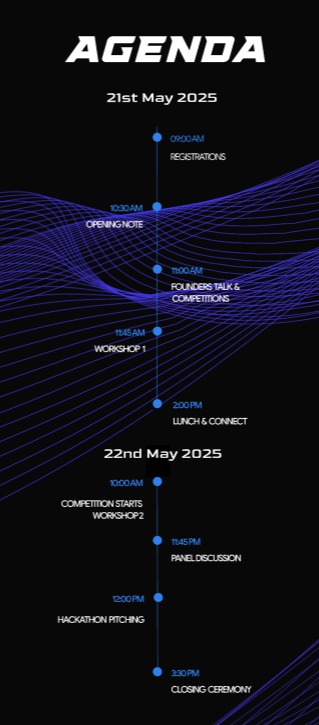 AGENDA
21st May 2025
09:00 AM
REGISTRATIONS
10:30 AM
OPENING NOTE
11:00 AM
FOUNDERS TALK &
COMPETITIONS
11:45 AM
WORKSHOP 1
2:00 PM
LUNCH & CONNECT
22nd May 2025
10:00 AM
COMPETITION STARTS
WORKSHOP 2
11:45 PM
PANEL DISCUSSION
12:00 PM
HACKATHON PITCHING
3:30 PM
CLOSING CEREMONY